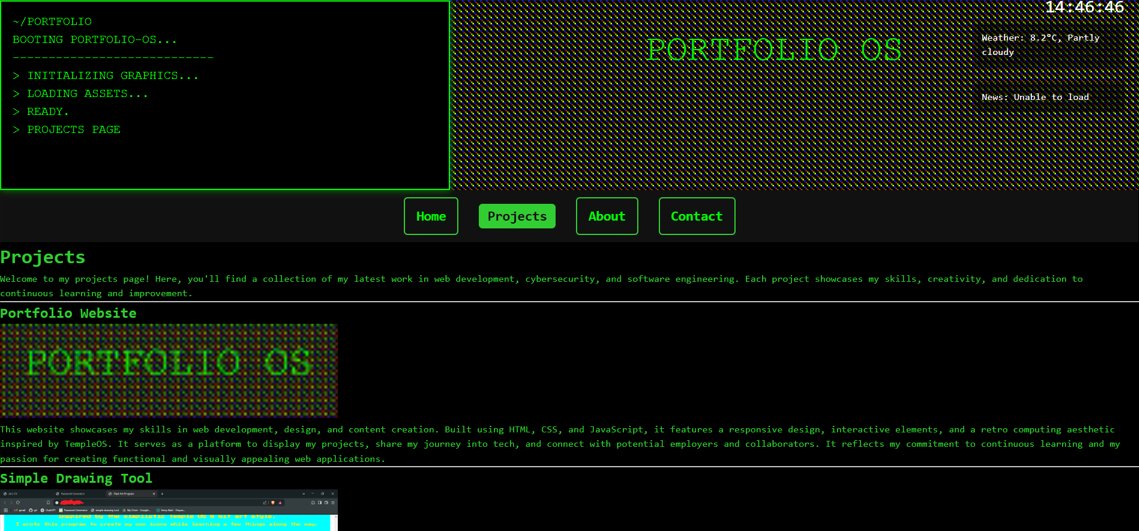 ~/PORTFOLIO
BOOTING PORTFOLIO-OS...
----------------------------
> INITIALIZING GRAPHICS...
> LOADING ASSETS...
> READY.
> PROJECTS PAGE
PORTFOLIO OS
14:46:46
Weather: 8.2°C, Partly
cloudy
News: Unable to load
Home
Projects
About
Contact
Projects
Welcome to my projects page! Here, you'll find a collection of my latest work in web development, cybersecurity, and software engineering. Each project showcases my skills, creativity, and dedication to
continuous learning and improvement.
Portfolio Website
PORTFOLIO OS
This website showcases my skills in web development, design, and content creation. Built using HTML, CSS, and JavaScript, it features a responsive design, interactive elements, and a retro computing aesthetic
inspired by TempleOS. It serves as a platform to display my projects, share my journey into tech, and connect with potential employers and collaborators. It reflects my commitment to continuous learning and my
passion for creating functional and visually appealing web applications.
Simple Drawing Tool